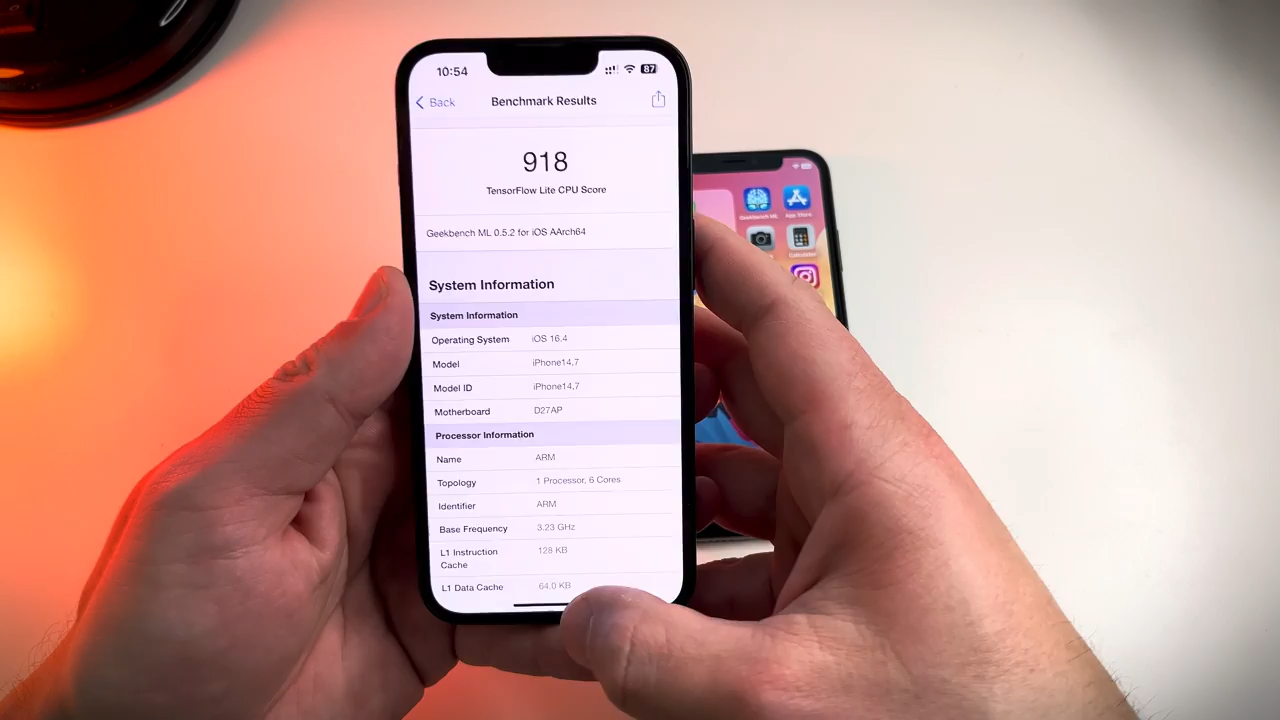 10:54
87
Back
Benchmark Results
918
TensorFlow Lite CPU Score
Geekbench ML 0.5.2 for iOS AArch64
System Information
System Information
Operating System iOS 16.4
Model iPhone14,7
Model ID iPhone14,7
Motherboard D27AP
Processor Information
Name ARM
Topology 1 Processor, 6 Cores
Identifier ARM
Base Frequency 3.23 GHz
L1 Instruction
Cache 128 KB
L1 Data Cache 64.0 KB
Geekbench ML
App Store
Calculator